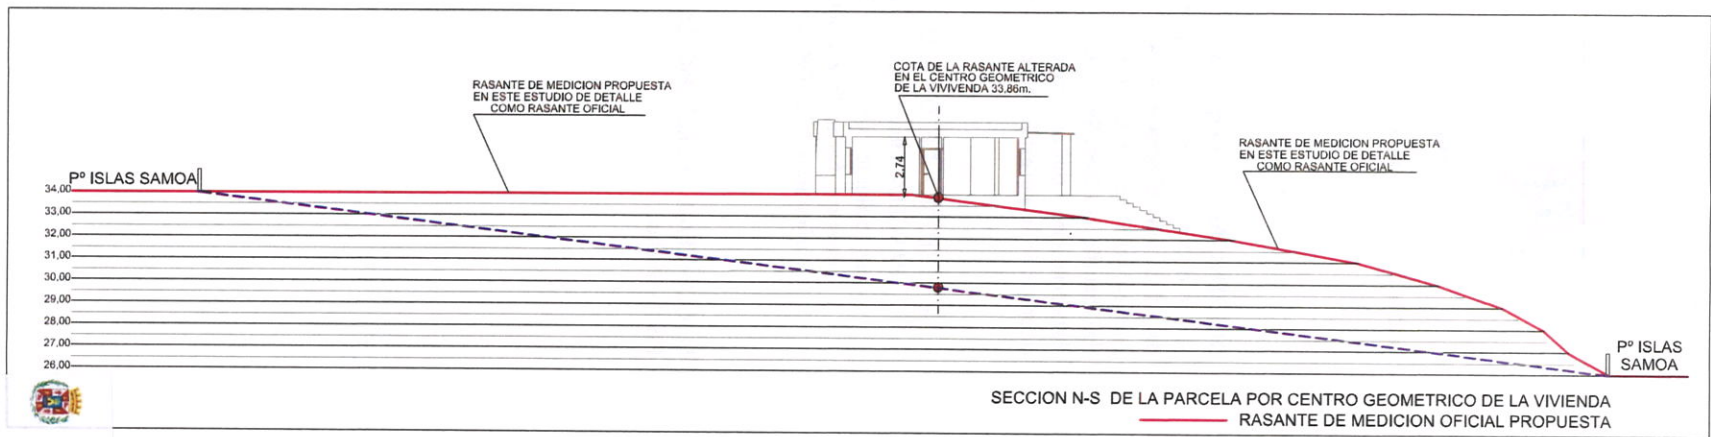 COTA DE LA RASANTE ALTERADA
EN EL CENTRO GEOMETRICO
DE LA VIVIVENDA 33.86m.
RASANTE DE MEDICION PROPUESTA
EN ESTE ESTUDIO DE DETALLE
COMO RASANTE OFICIAL
RASANTE DE MEDICION PROPUESTA
EN ESTE ESTUDIO DE DETALLE
COMO RASANTE OFICIAL
2.74
Pº ISLAS SAMOA
34,00
33,00
32,00
31,00
30,00
29,00
28,00
27,00
26,00
Pº ISLAS
SAMOA
SECCION N-S DE LA PARCELA POR CENTRO GEOMETRICO DE LA VIVIENDA
RASANTE DE MEDICION OFICIAL PROPUESTA